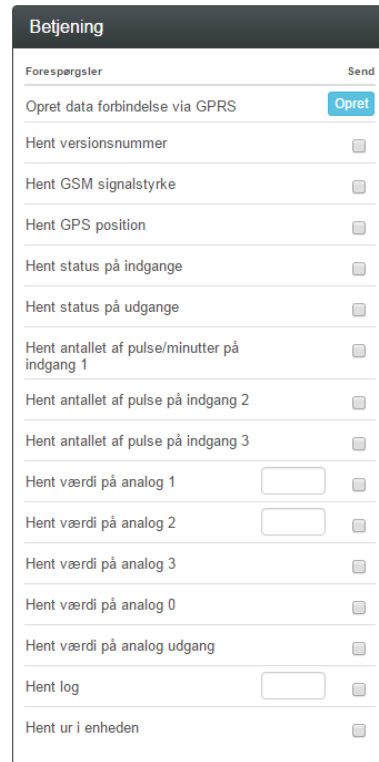 Betjening
Forespørgsler Send
Opret data forbindelse via GPRS Opret
Hent versionsnummer
Hent GSM signalstyrke
Hent GPS position
Hent status på indgange
Hent status på udgange
Hent antallet af pulse/minutter på
indgang 1
Hent antallet af pulse på indgang 2
Hent antallet af pulse på indgang 3
Hent værdi på analog 1
Hent værdi på analog 2
Hent værdi på analog 3
Hent værdi på analog 0
Hent værdi på analog udgang
Hent log
Hent ur i enheden